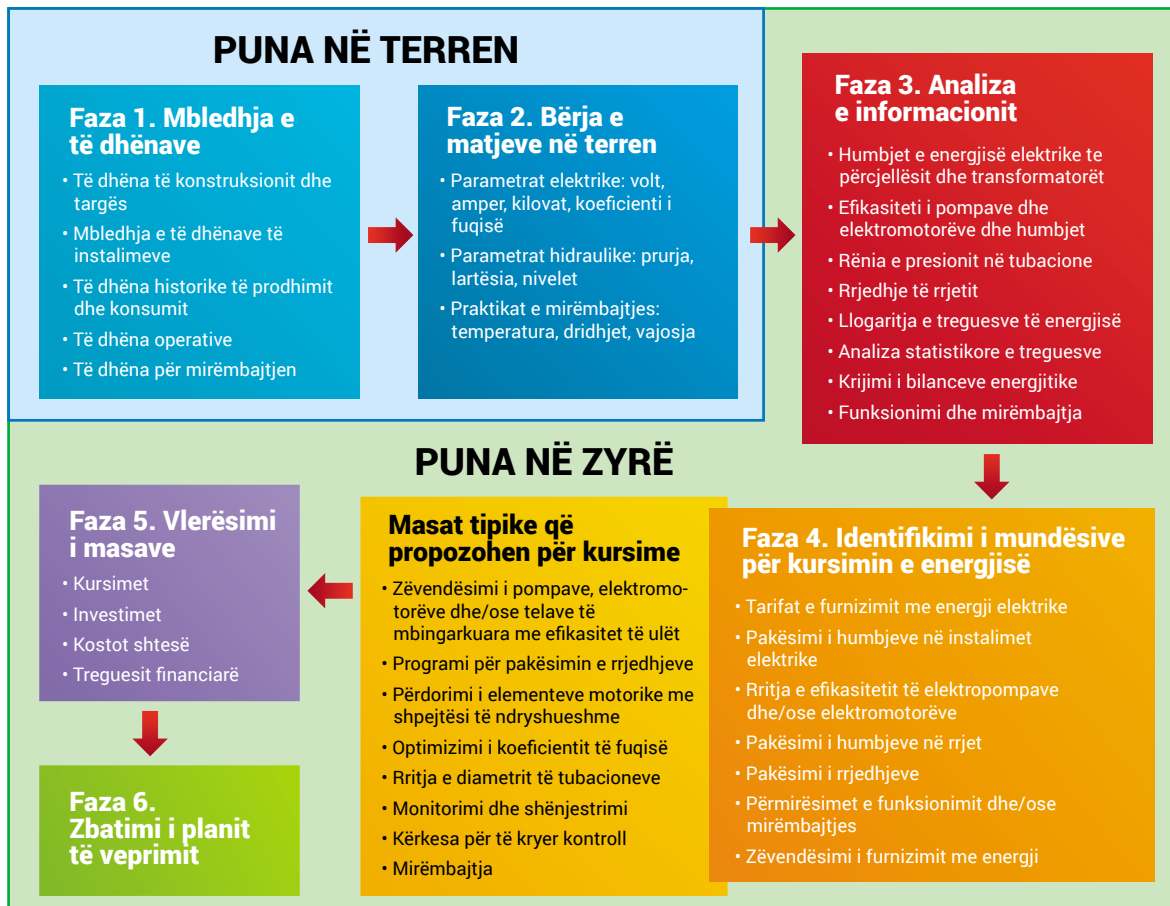 PUNA NË TERREN
Faza 1. Mbledhja e
të dhënave
• Të dhëna të konstruksionit dhe
targës
• Mbledhja e të dhënave të
instalimeve
• Të dhëna historike të prodhimit
dhe konsumit
• Të dhëna operative
• Të dhëna për mirëmbajtjen
Faza 2. Bërja e
matjeve në terren
• Parametrat elektrike: volt,
amper, kilovat, koeficienti i
fuqisë
• Parametrat hidraulike: prurja,
lartësia, nivelet
• Praktikat e mirëmbajtjes:
temperatura, dridhjet, vajosja
Faza 3. Analiza
e informacionit
• Humbjet e energjisë elektrike te
përcjellësit dhe transformatorët
• Efikasiteti i pompave dhe
elektromotorëve dhe humbjet
• Rënia e presionit në tubacione
• Rrjedhje të rrjetit
• Llogaritja e treguesve të energjisë
• Analiza statistikore e treguesve
• Krijimi i bilanceve energjitike
• Funksionimi dhe mirëmbajtja
PUNA NË ZYRË
Faza 4. Identifikimi i mundësive
për kursimin e energjisë
• Tarifat e furnizimit me energji elektrike
• Pakësimi i humbjeve në instalimet
elektrike
• Rritja e efikasitetit të elektropompave
dhe/ose elektromotorëve
• Pakësimi i humbjeve në rrjet
• Pakësimi i rrjedhjeve
• Përmirësimet e funksionimit dhe/ose
mirëmbajtjes
• Zëvendësimi i furnizimit me energji
Masat tipike që
propozohen për kursime
• Zëvendësimi i pompave, elektromo-
torëve dhe/ose telave të
mbingarkuara me efikasitet të ulët
• Programi për pakësimin e rrjedhjeve
• Përdorimi i elementeve motorike me
shpejtësi të ndryshueshme
• Optimizimi i koeficientit të fuqisë
• Rritja e diametrit të tubacioneve
• Monitorimi dhe shënjestrimi
• Kërkesa për të kryer kontroll
• Mirëmbajtja
Faza 5. Vlerësimi
i masave
• Kursimet
• Investimet
• Kostot shtesë
• Treguesit financiarë
Faza 6.
Zbatimi i planit
të veprimit